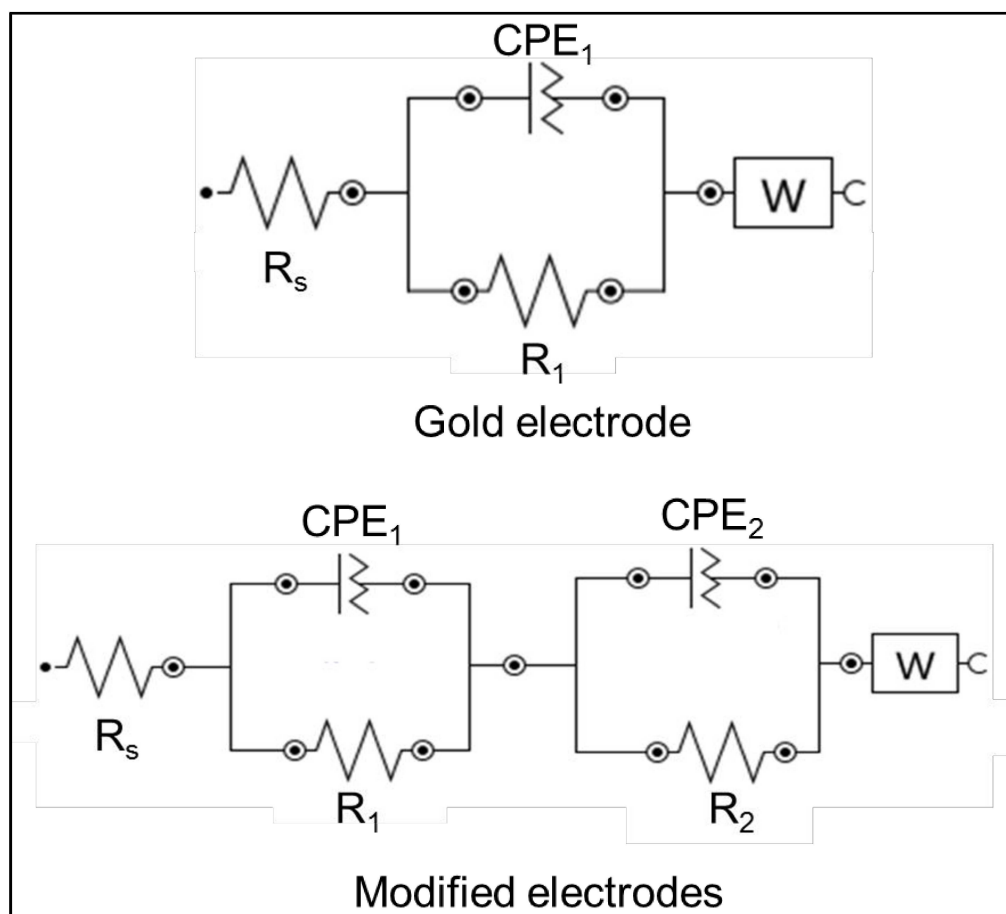 CPE₁
W
Rₛ
R₁
Gold electrode
CPE₁
CPE₂
W
Rₛ
R₁
R₂
Modified electrodes